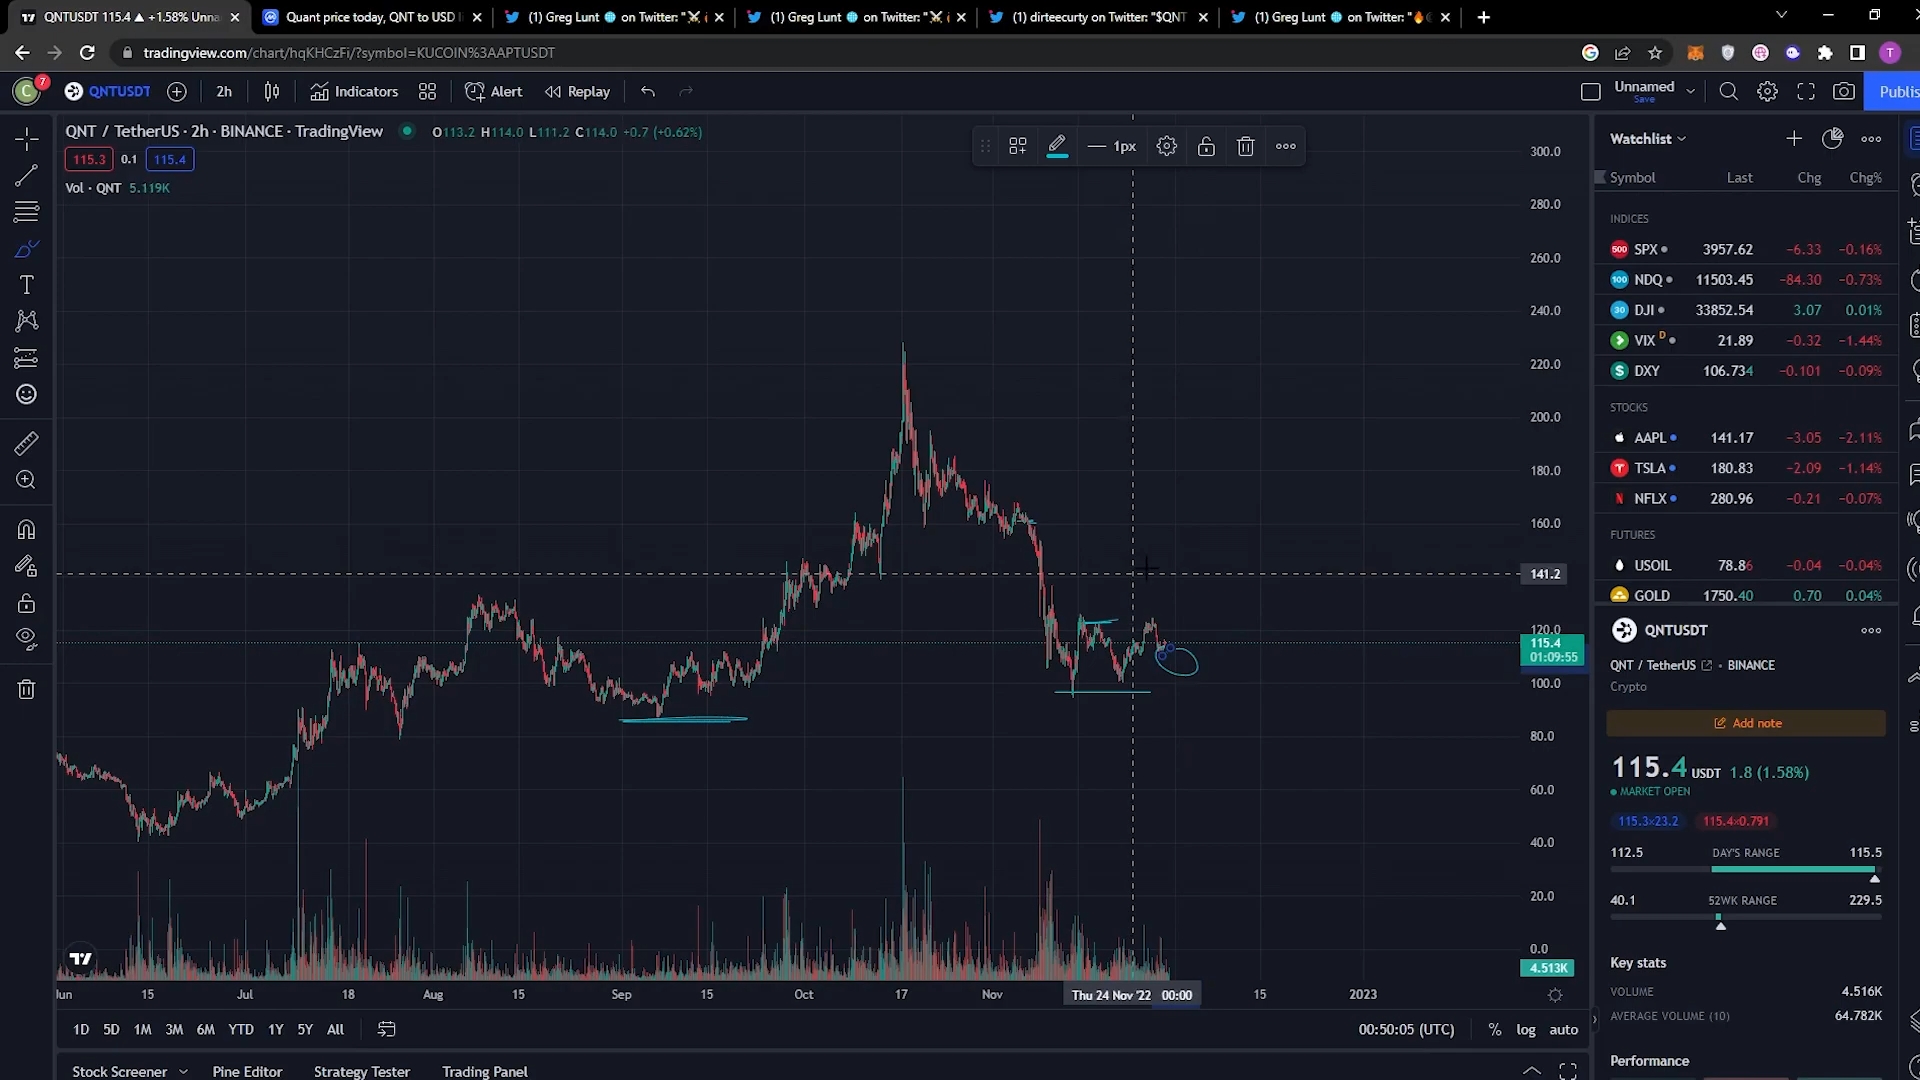 QNTUSDT 115.4 ▲ +1.58% Unna
Quant price today, QNT to USD l
(1) Greg Lunt 🌐 on Twitter: "⚔
(1) Greg Lunt 🌐 on Twitter: "⚔
(1) dirteecurty on Twitter: "$QNT
(1) Greg Lunt 🌐 on Twitter: "🔥
tradingview.com/chart/hqKHCzFi/?symbol=KUCOIN%3AAPTUSDT
T
C 7
QNTUSDT
2h
Indicators
Alert
Replay
Unnamed
Save
Publis
QNT / TetherUS · 2h · BINANCE · TradingView
O113.2 H114.0 L111.2 C114.0 +0.7 (+0.62%)
115.3 0.1 115.4
Vol · QNT 5.119K
1px
300.0
280.0
260.0
240.0
220.0
200.0
180.0
160.0
141.2
120.0
115.4
01:09:55
100.0
80.0
60.0
40.0
20.0
0.0
4.513K
Jun 15 Jul 18 Aug 15 Sep 15 Oct 17 Nov Thu 24 Nov '22 00:00 15 2023
1D 5D 1M 3M 6M YTD 1Y 5Y All
00:50:05 (UTC) % log auto
Stock Screener Pine Editor Strategy Tester Trading Panel
Watchlist
Symbol Last Chg Chg%
INDICES
500 SPX 3957.62 −6.33 −0.16%
100 NDQ 11503.45 −84.30 −0.73%
30 DJI 33852.54 3.07 0.01%
VIX D 21.89 −0.32 −1.44%
$ DXY 106.734 −0.101 −0.09%
STOCKS
AAPL 141.17 −3.05 −2.11%
TSLA 180.83 −2.09 −1.14%
N NFLX 280.96 −0.21 −0.07%
FUTURES
USOIL 78.86 −0.04 −0.04%
GOLD 1750.40 0.70 0.04%
QNTUSDT
QNT / TetherUS • BINANCE
Crypto
Add note
115.4 USDT 1.8 (1.58%)
MARKET OPEN
115.3×23.2 115.4×0.791
112.5 DAY'S RANGE 115.5
40.1 52WK RANGE 229.5
Key stats
VOLUME 4.516K
AVERAGE VOLUME (10) 64.782K
Performance